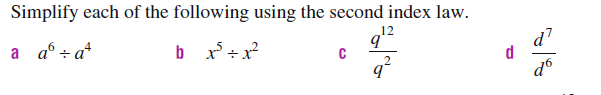 Simplify each of the following using the second index law.
a a⁶ ÷ a⁴ b x⁵ ÷ x² c q¹²/q² d d⁷/d⁶